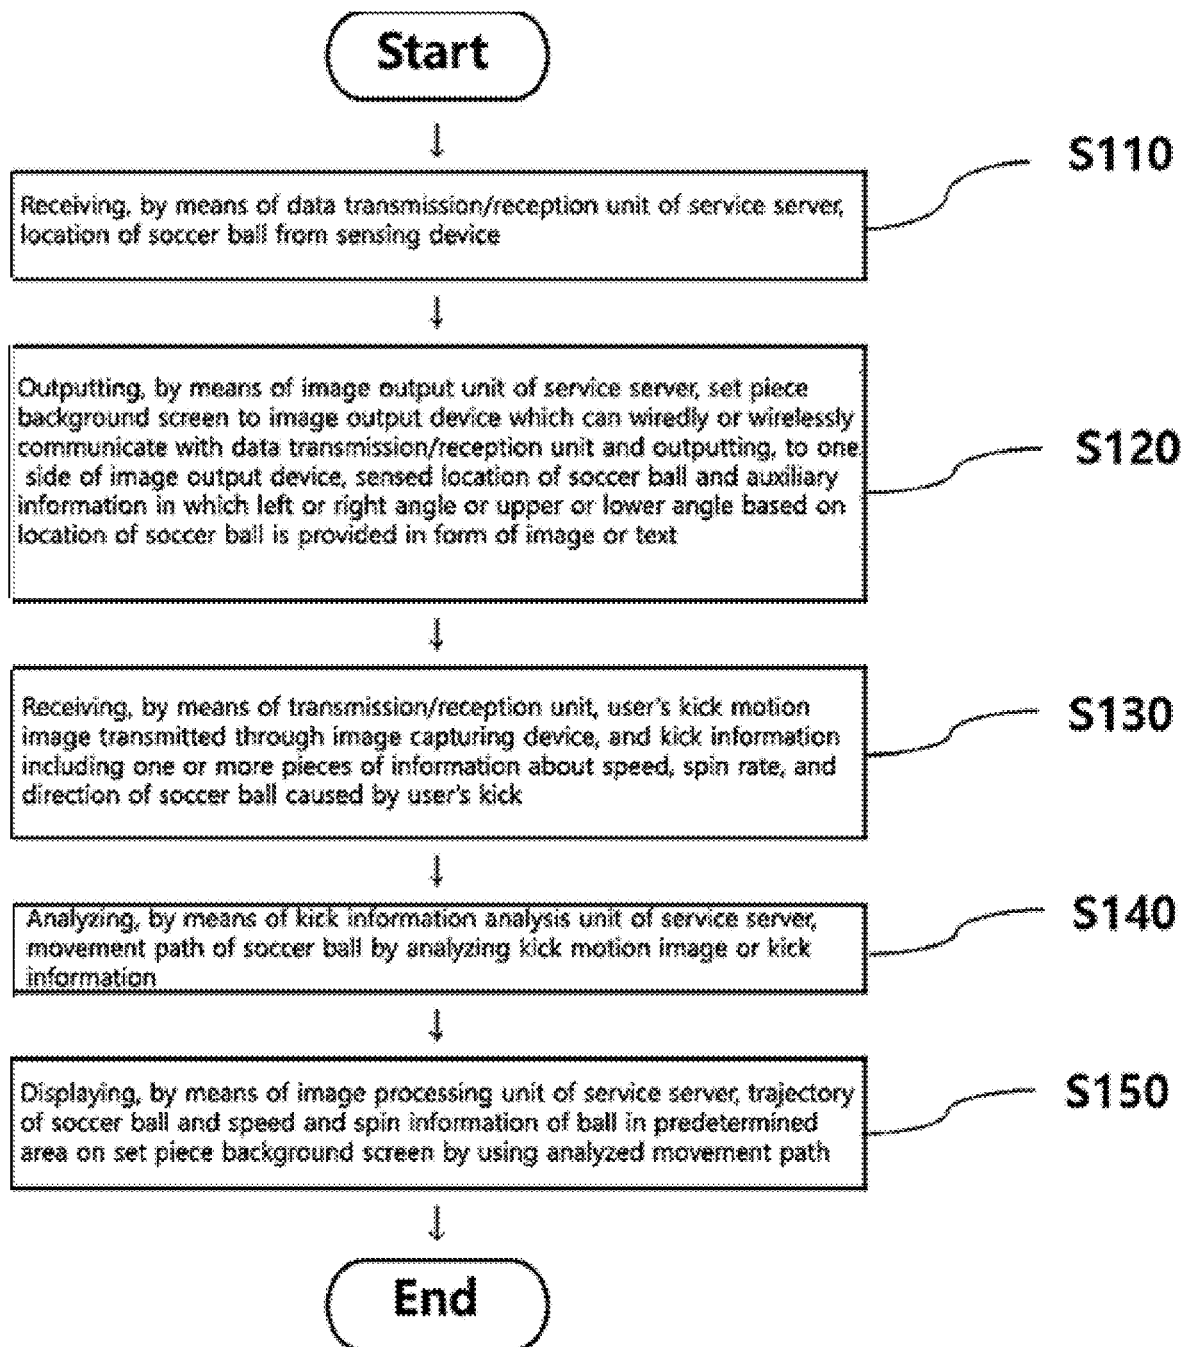 Start
S110
Receiving, by means of data transmission/reception unit of service server,
location of soccer ball from sensing device
S120
Outputting, by means of image output unit of service server, set piece
background screen to image output device which can wiredly or wirelessly
communicate with data transmission/reception unit and outputting, to one
side of image output device, sensed location of soccer ball and auxiliary
information in which left or right angle or upper or lower angle based on
location of soccer ball is provided in form of image or text
S130
Receiving, by means of transmission/reception unit, user's kick motion
image transmitted through image capturing device, and kick information
including one or more pieces of information about speed, spin rate, and
direction of soccer ball caused by user's kick
S140
Analyzing, by means of kick information analysis unit of service server,
movement path of soccer ball by analyzing kick motion image or kick
information
S150
Displaying, by means of image processing unit of service server, trajectory
of soccer ball and speed and spin information of ball in predetermined
area on set piece background screen by using analyzed movement path
End